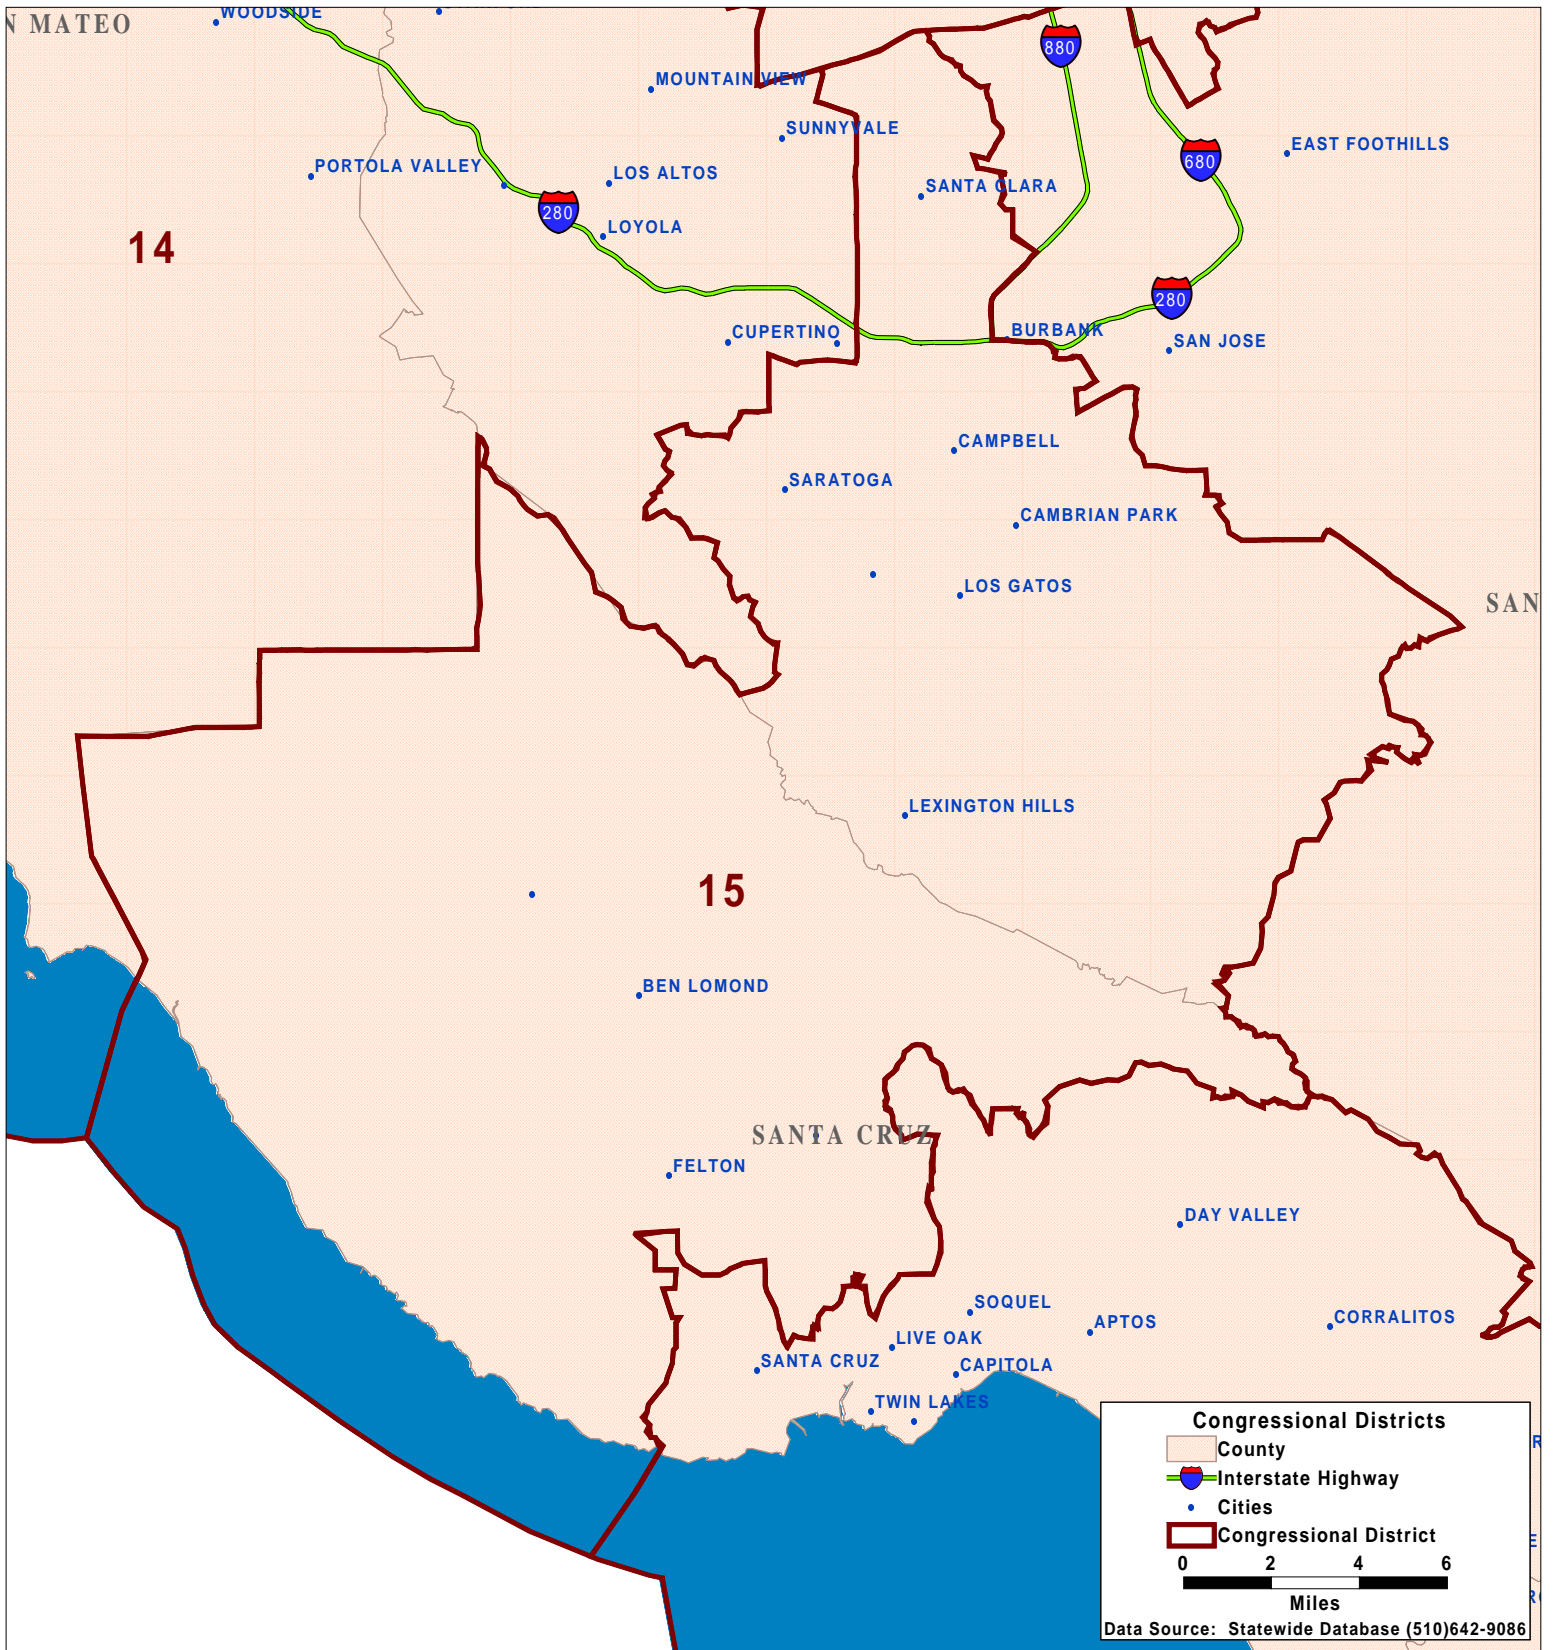 WOODSIDE
N MATEO
880
MOUNTAIN VIEW
SUNNYVALE
EAST FOOTHILLS
680
PORTOLA VALLEY
LOS ALTOS
SANTA CLARA
280
LOYOLA
14
280
CUPERTINO
BURBANK
SAN JOSE
CAMPBELL
SARATOGA
CAMBRIAN PARK
LOS GATOS
SAN
LEXINGTON HILLS
15
BEN LOMOND
SANTA CRUZ
FELTON
DAY VALLEY
SOQUEL
APTOS
CORRALITOS
LIVE OAK
SANTA CRUZ
CAPITOLA
TWIN LAKES
Congressional Districts
County
Interstate Highway
Cities
Congressional District
0 2 4 6
Miles
Data Source: Statewide Database (510)642-9086